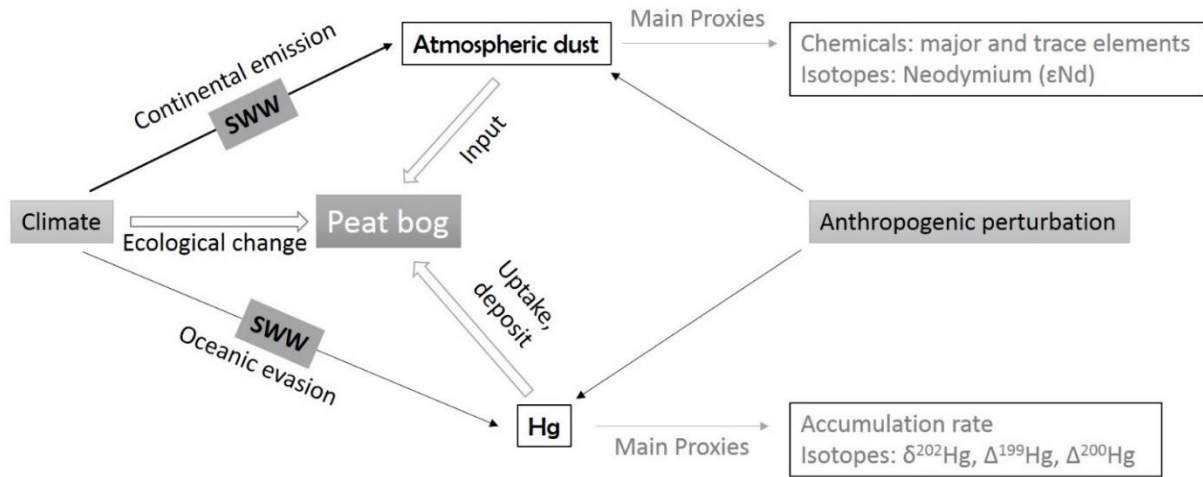 Main Proxies
Atmospheric dust
Chemicals: major and trace elements
Isotopes: Neodymium (εNd)
Continental emission
SWW
Input
Climate
Ecological change
Peat bog
Anthropogenic perturbation
Uptake,
deposit
SWW
Oceanic evasion
Hg
Main Proxies
Accumulation rate
Isotopes: δ²⁰²Hg, Δ¹⁹⁹Hg, Δ²⁰⁰Hg